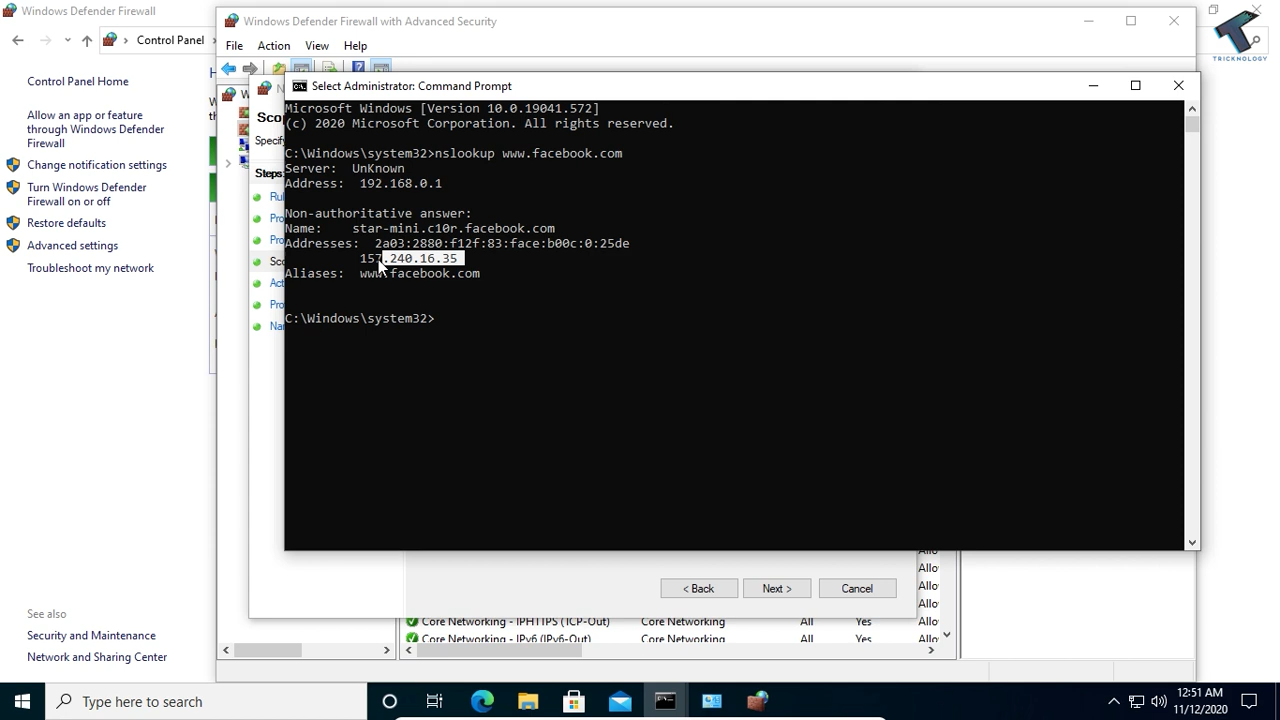 Windows Defender Firewall
Control Panel
TRICKNOLOGY
Control Panel Home
Allow an app or feature
through Windows Defender
Firewall
Change notification settings
Turn Windows Defender
Firewall on or off
Restore defaults
Advanced settings
Troubleshoot my network
See also
Security and Maintenance
Network and Sharing Center
Windows Defender Firewall with Advanced Security
File Action View Help
Steps:
Select Administrator: Command Prompt
Microsoft Windows [Version 10.0.19041.572]
(c) 2020 Microsoft Corporation. All rights reserved.
C:\Windows\system32>nslookup www.facebook.com
Server: UnKnown
Address: 192.168.0.1
Non-authoritative answer:
Name: star-mini.c10r.facebook.com
Addresses: 2a03:2880:f12f:83:face:b00c:0:25de
157.240.16.35
Aliases: www.facebook.com
C:\Windows\system32>
< Back Next > Cancel
Core Networking - IPHTTPS (TCP-Out) Core Networking All Yes
Core Networking - IPv6 (IPv6-Out) Core Networking All Yes
Type here to search
12:51 AM
11/12/2020